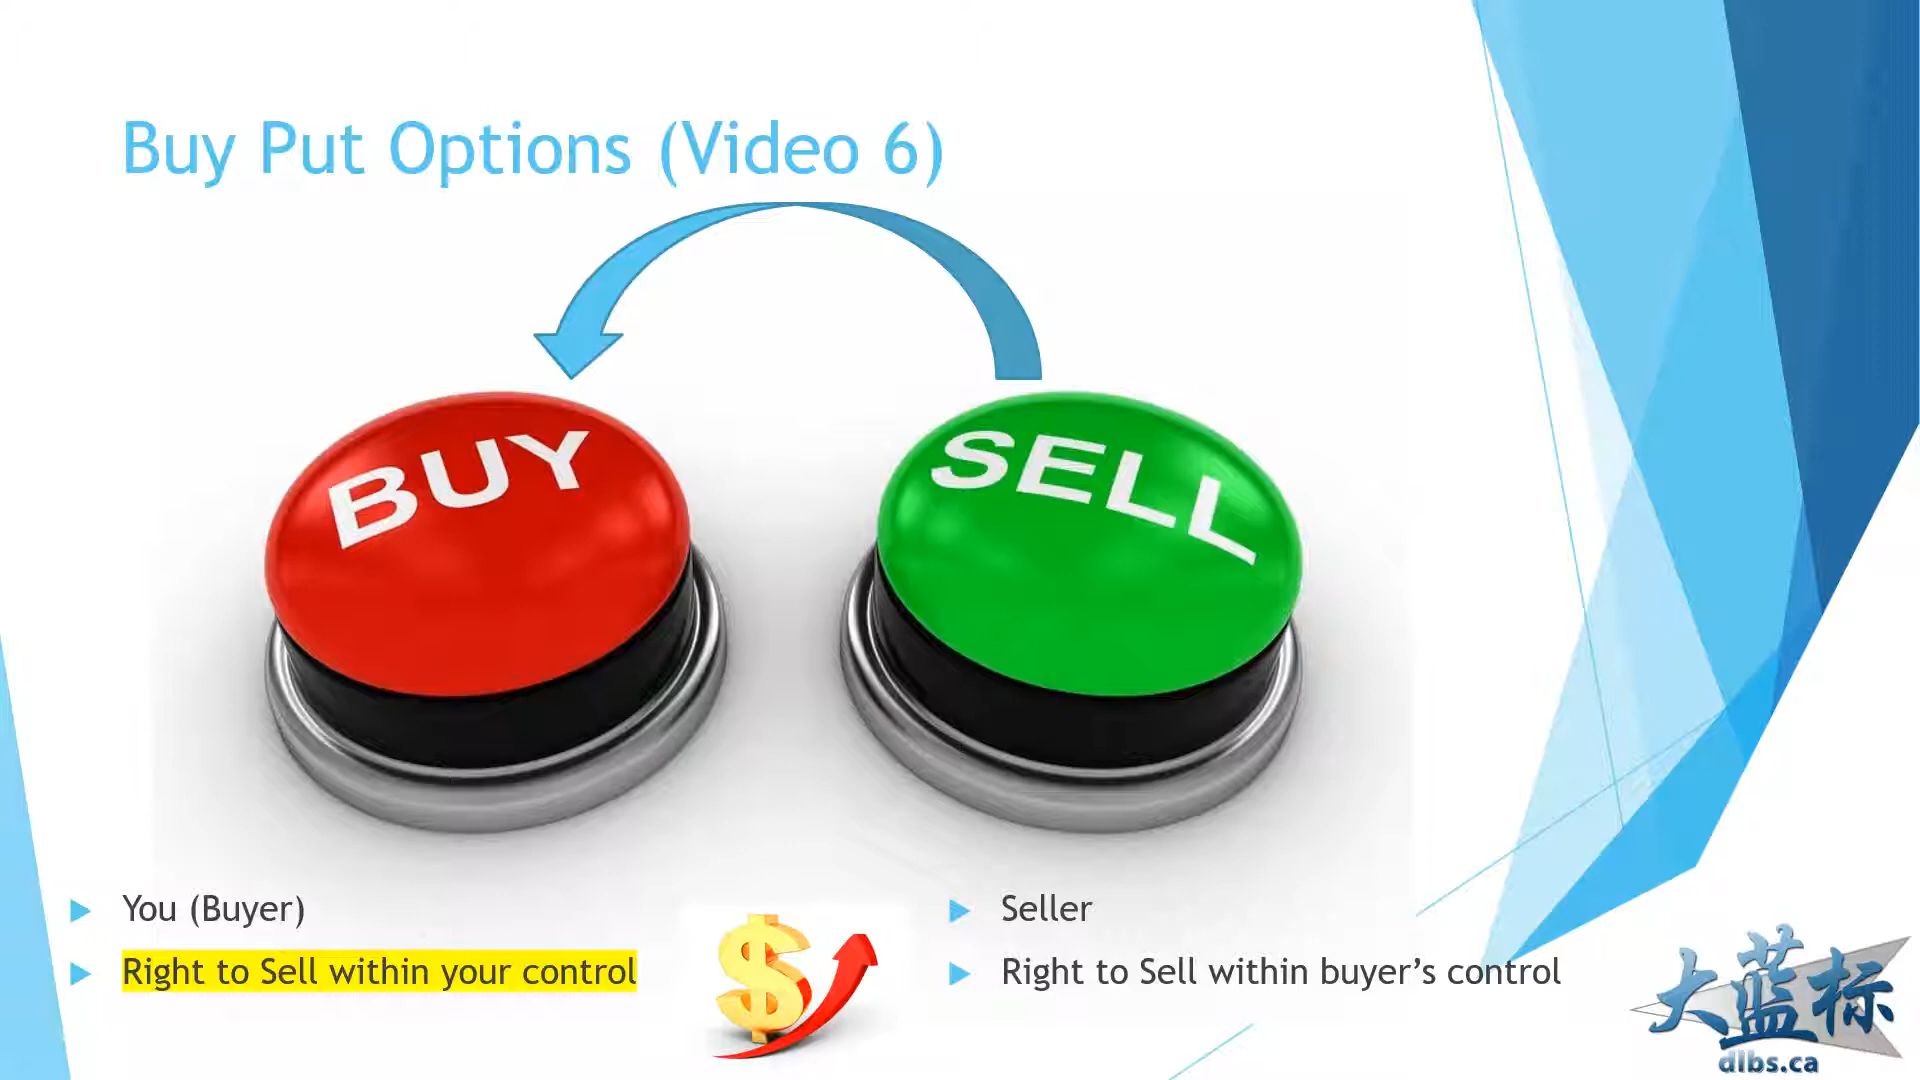 Buy Put Options (Video 6)
BUY
SELL
You (Buyer)
Right to Sell within your control
$
Seller
Right to Sell within buyer’s control
大蓝标
dlbs.ca